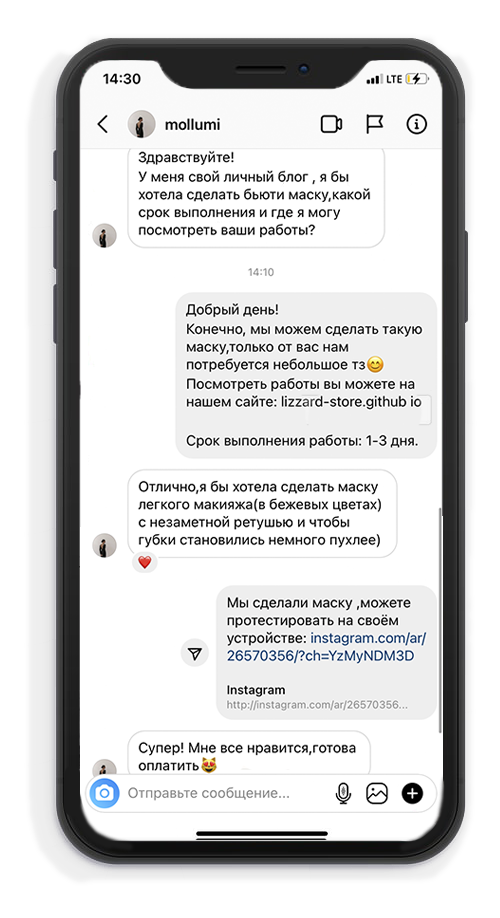 14:30
LTE
mollumi
Здравствуйте!
У меня свой личный блог , я бы
хотела сделать бьюти маску,какой
срок выполнения и где я могу
посмотреть ваши работы?
14:10
Добрый день!
Конечно, мы можем сделать такую
маску,только от вас нам
потребуется небольшое тз😊
Посмотреть работы вы можете на
нашем сайте: lizzard-store.github io
Срок выполнения работы: 1-3 дня.
Отлично,я бы хотела сделать маску
легкого макияжа(в бежевых цветах)
с незаметной ретушью и чтобы
губки становились немного пухлее)
Мы сделали маску ,можете
протестировать на своём
устройстве: instagram.com/ar/
26570356/?ch=YzMyNDM3D
Instagram
http://instagram.com/ar/26570356...
Супер! Мне все нравится,готова
оплатить😻
Отправьте сообщение...